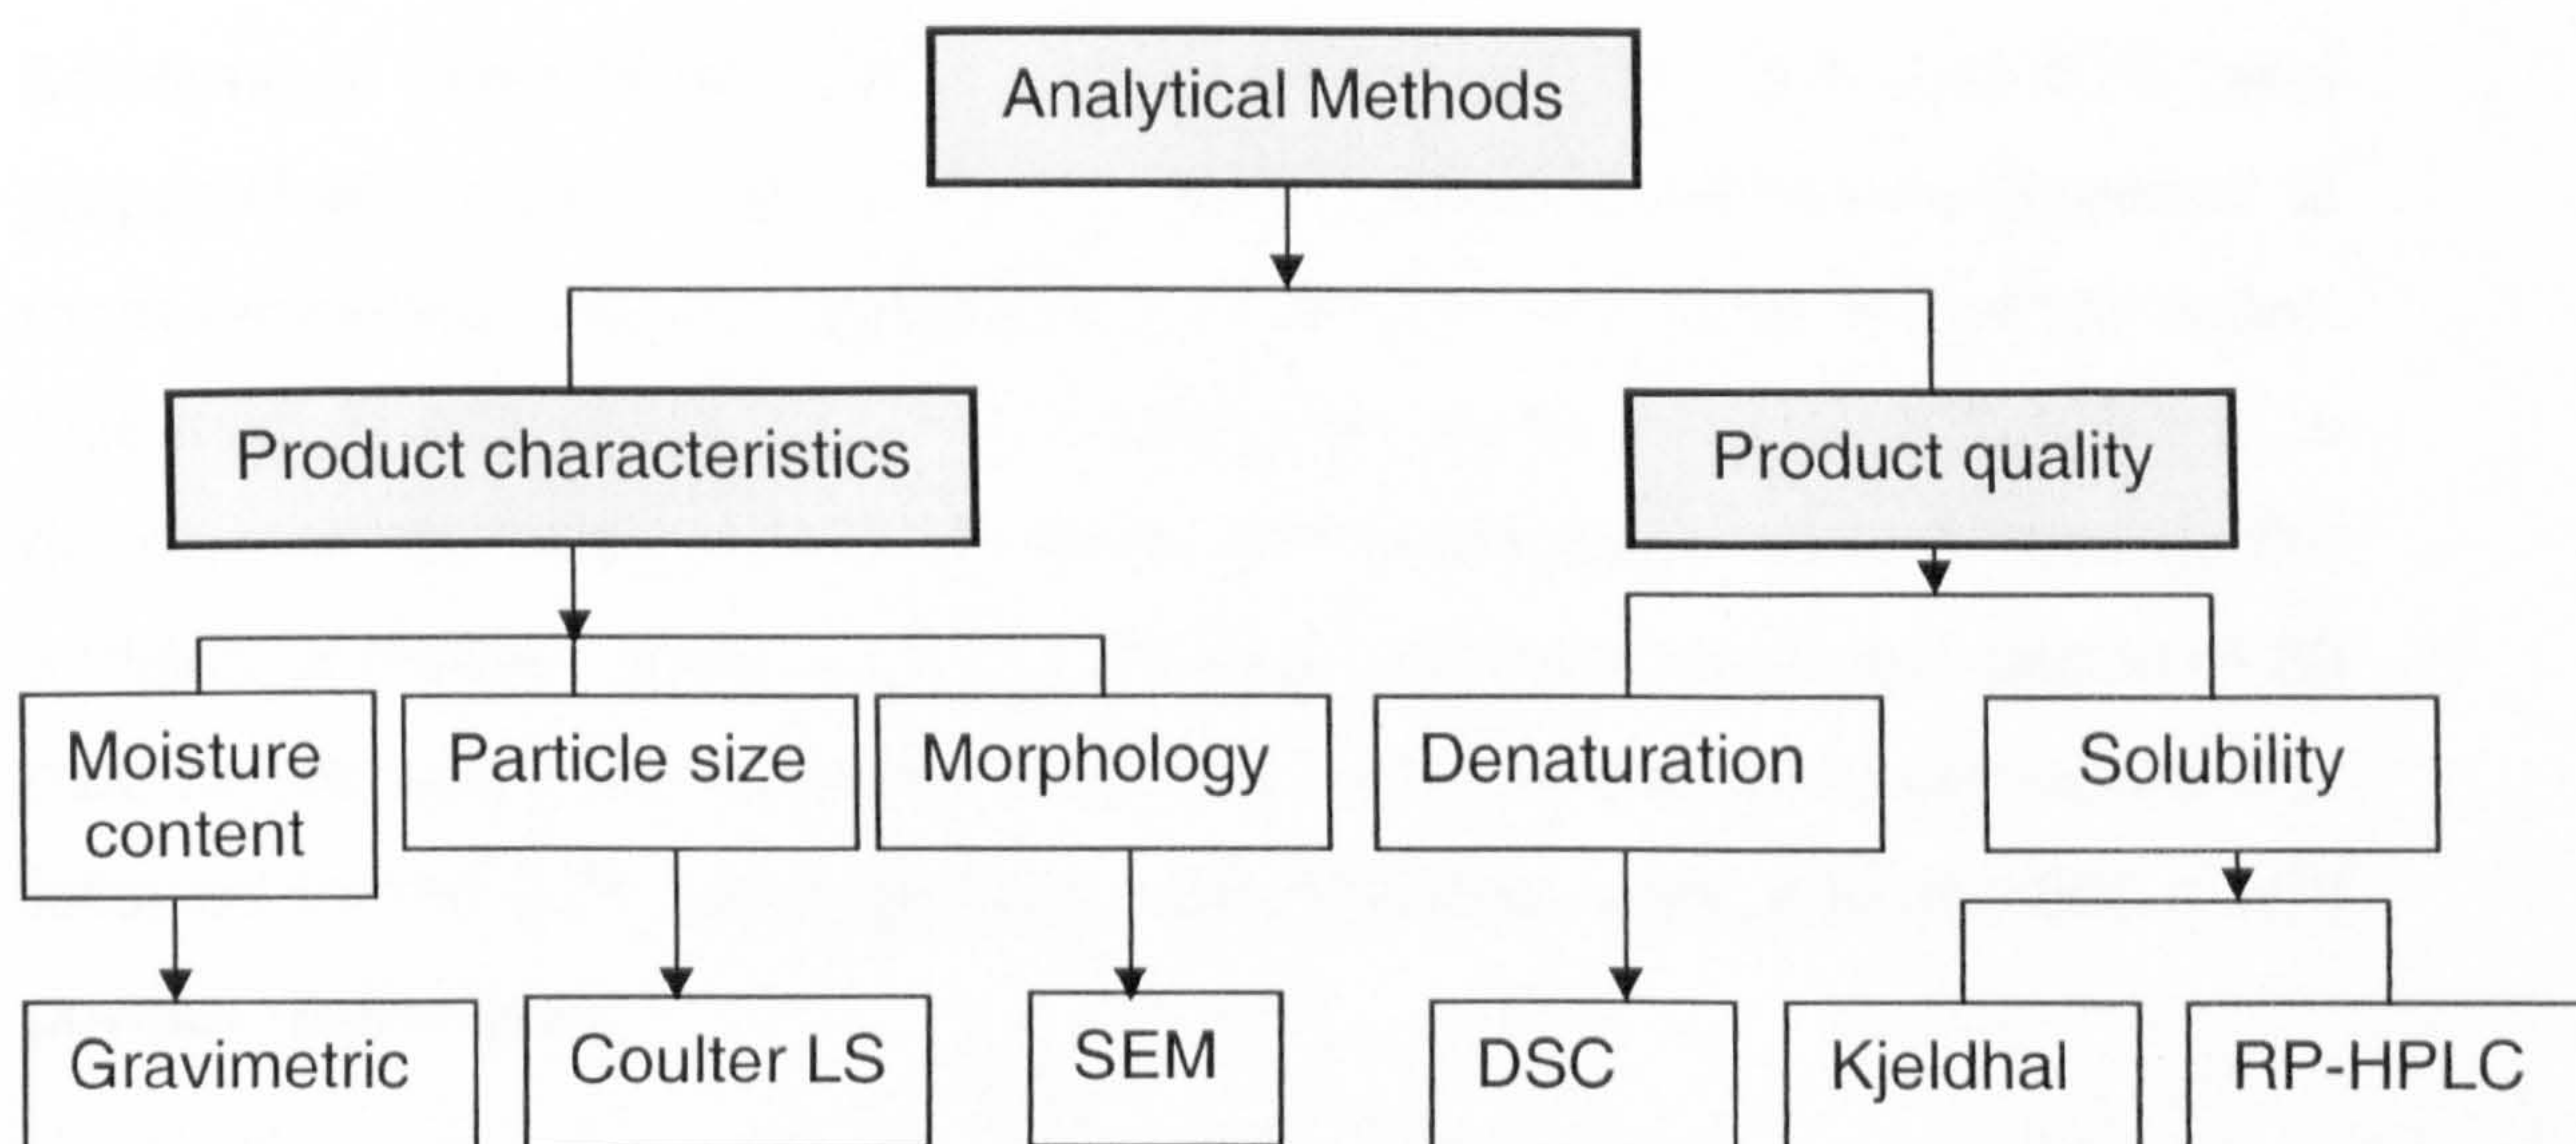 Analytical Methods
Product characteristics
Product quality
Moisture
content
Particle size
Morphology
Denaturation
Solubility
Gravimetric
Coulter LS
SEM
DSC
Kjeldhal
RP-HPLC